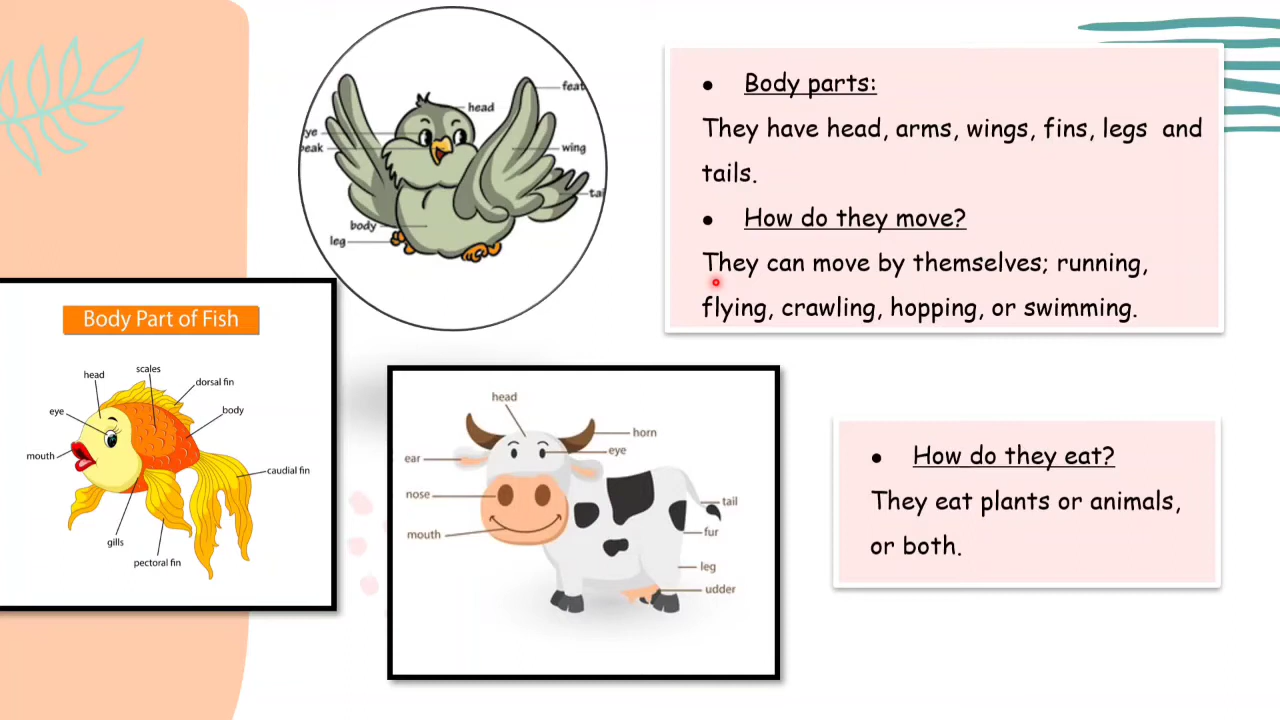 head
wing
body
leg
Body Part of Fish
head
scales
dorsal fin
eye
body
mouth
caudial fin
gills
pectoral fin
head
horn
ear
eye
nose
tail
mouth
fur
leg
udder
• Body parts:
They have head, arms, wings, fins, legs and
tails.
• How do they move?
They can move by themselves; running,
flying, crawling, hopping, or swimming.
• How do they eat?
They eat plants or animals,
or both.